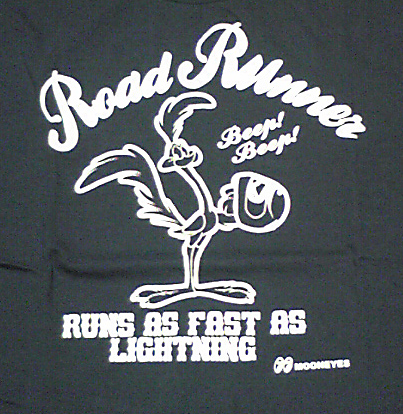 Road Runner
Beep!
Beep!
RUNS AS FAST AS
LIGHTNING
MOONEYES